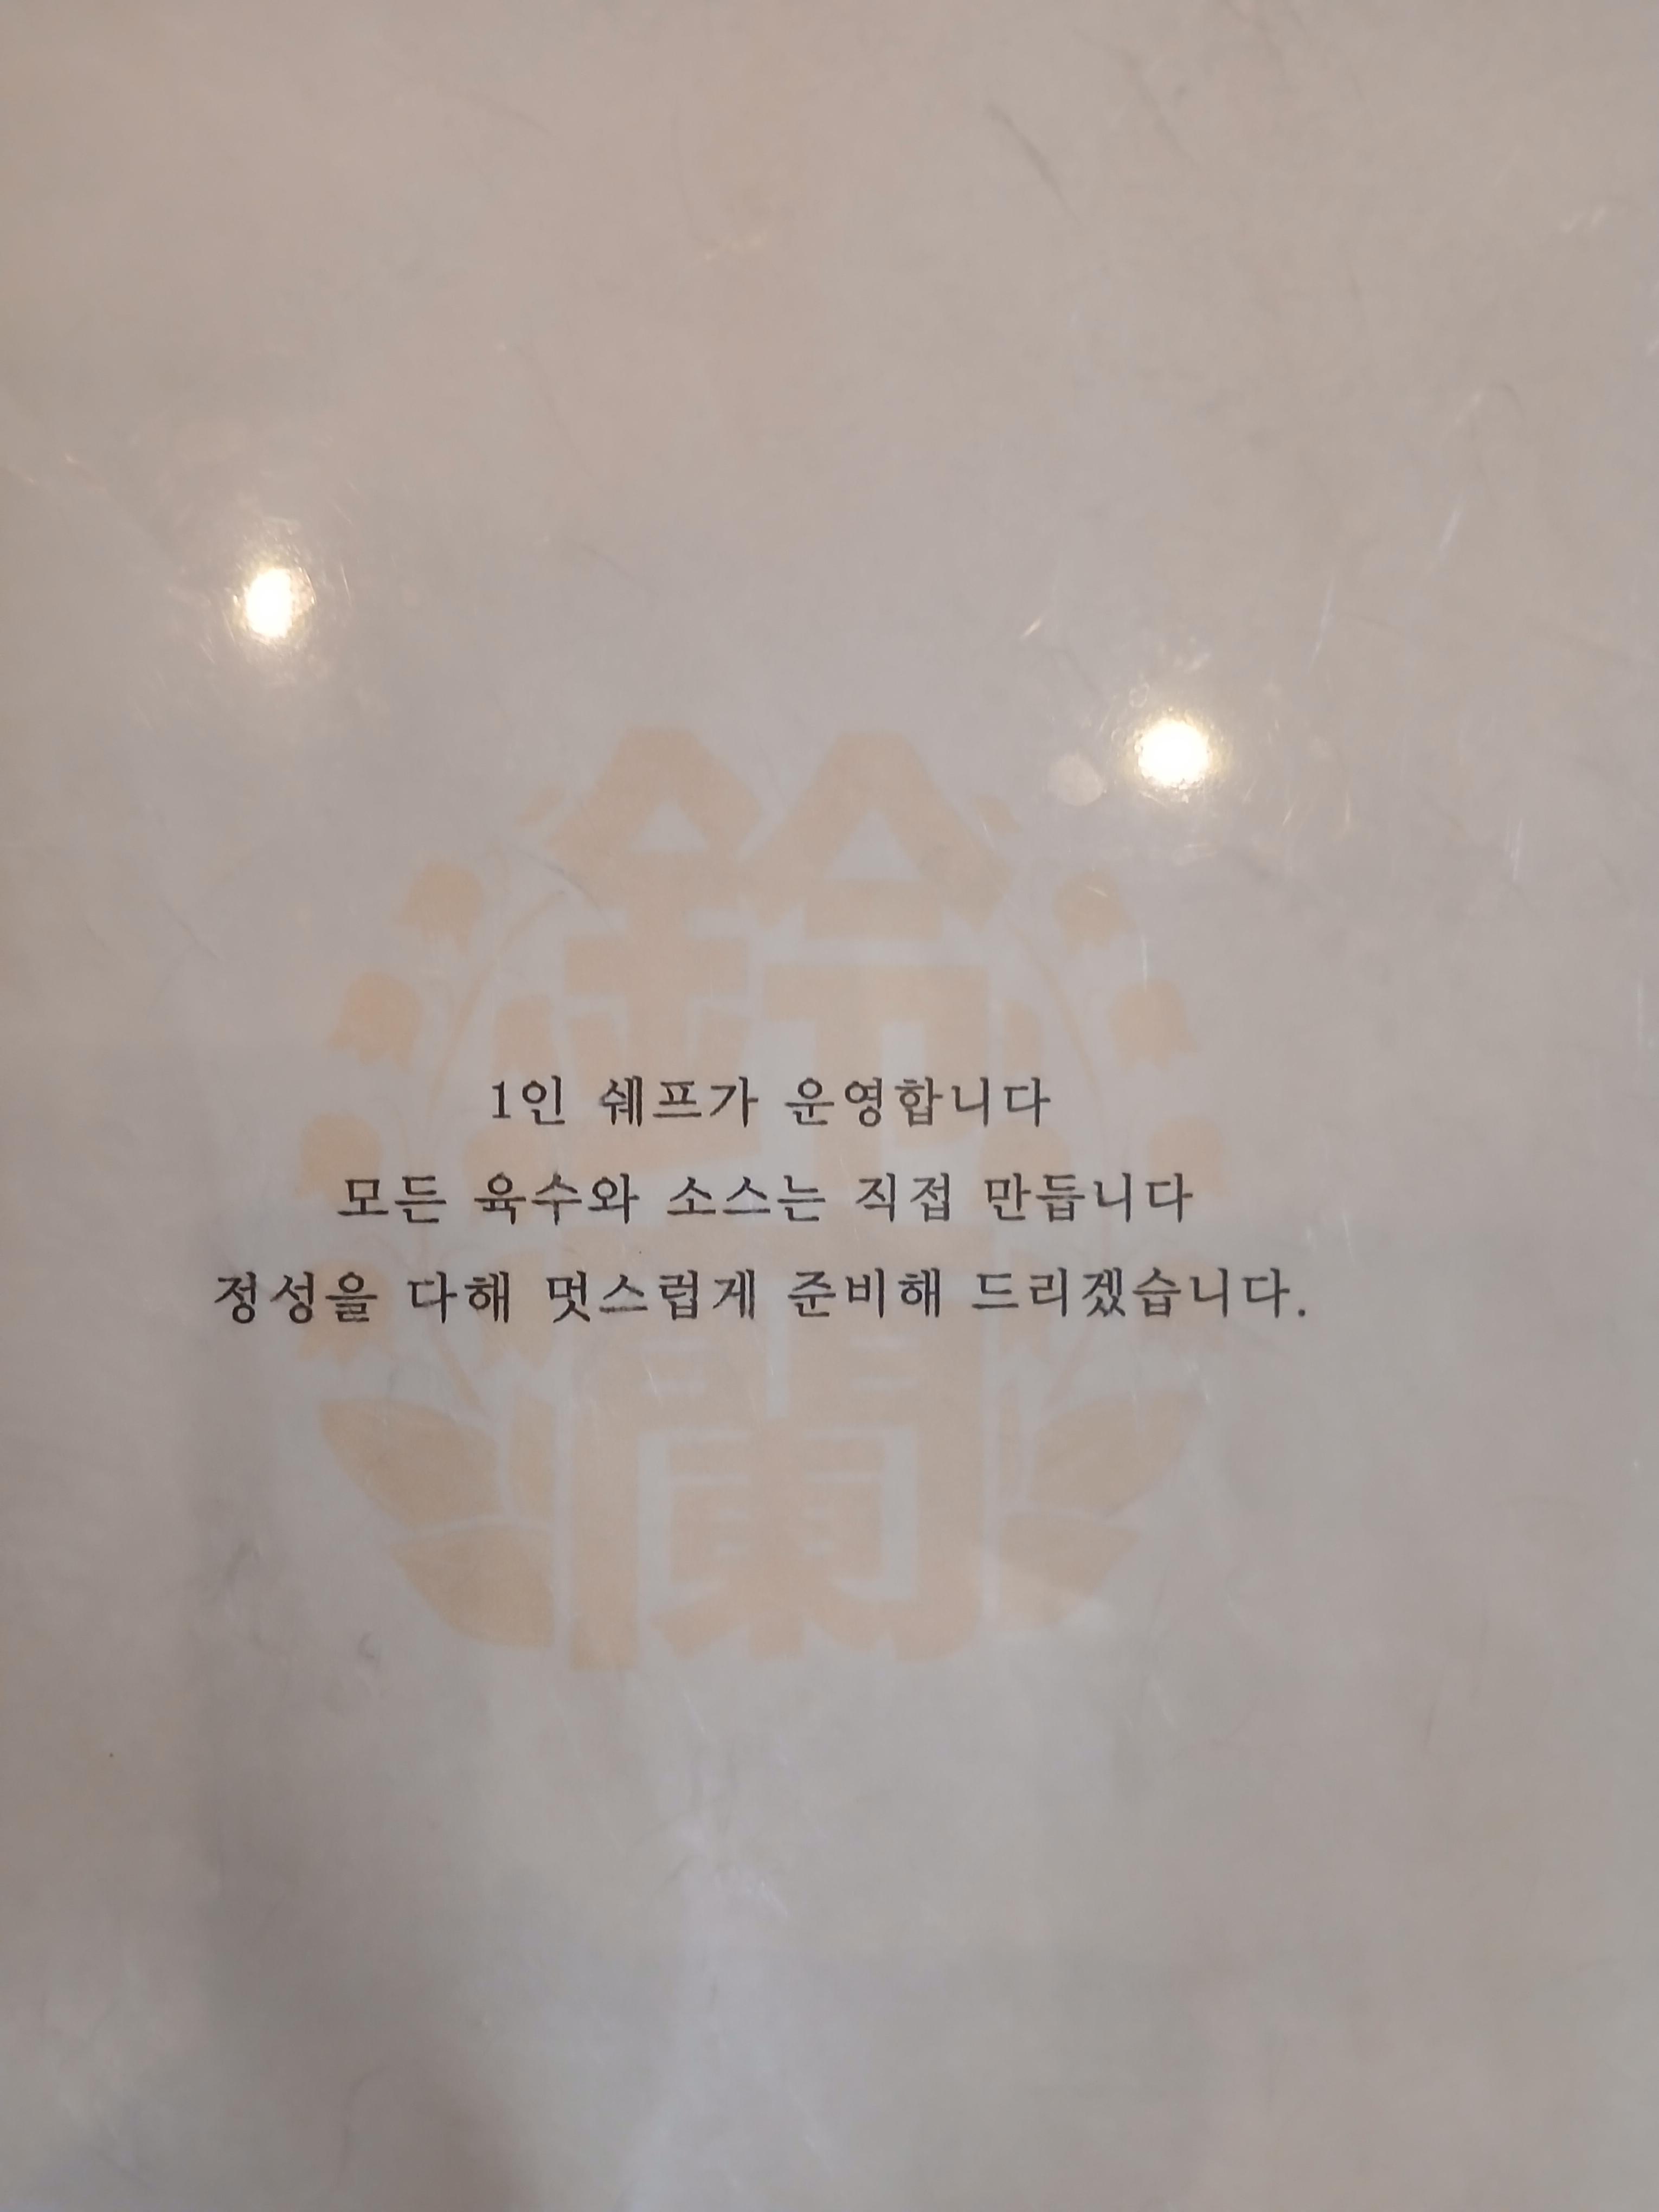 鈴蘭
1인 쉐프가 운영합니다
모든 육수와 소스는 직접 만듭니다
정성을 다해 멋스럽게 준비해 드리겠습니다.